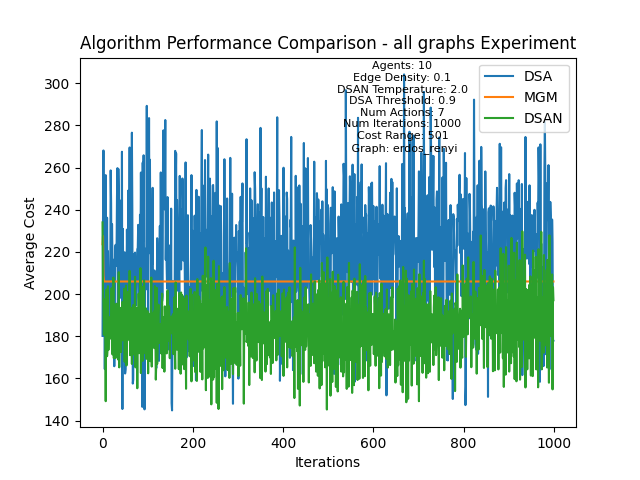 Algorithm Performance Comparison - all graphs Experiment
Agents: 10
Edge Density: 0.1
DSAN Temperature: 2.0
DSA Threshold: 0.9
Num Actions: 7
Num Iterations: 1000
Cost Range: 501
Graph: erdos_renyi
DSA
MGM
DSAN
Average Cost
300
280
260
240
220
200
180
160
140
0
200
400
600
800
1000
Iterations